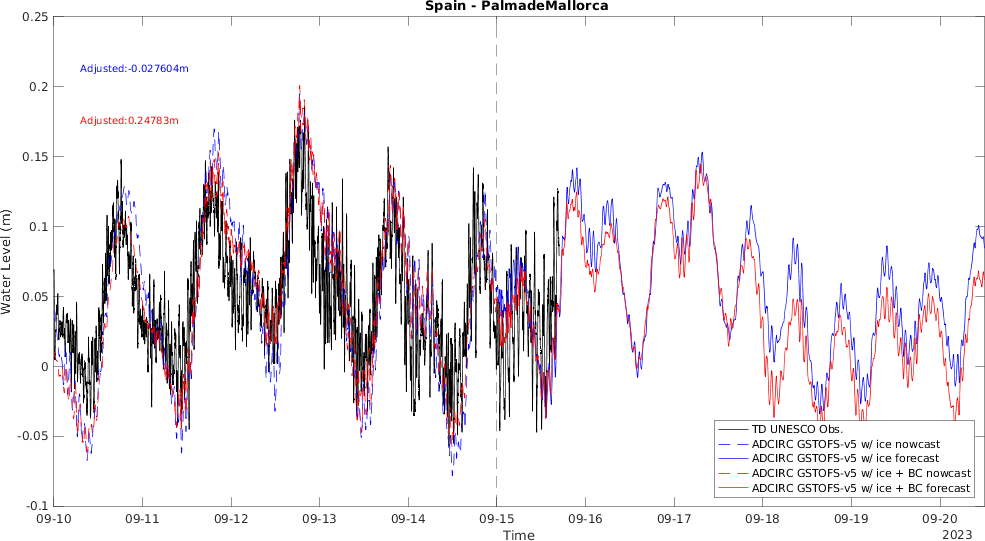 Spain - PalmadeMallorca
0.25
0.2
0.15
0.1
0.05
0
-0.05
-0.1
Water Level (m)
Adjusted:-0.027604m
Adjusted:0.24783m
TD UNESCO Obs.
ADCIRC GSTOFS-v5 w/ ice nowcast
ADCIRC GSTOFS-v5 w/ ice forecast
ADCIRC GSTOFS-v5 w/ ice + BC nowcast
ADCIRC GSTOFS-v5 w/ ice + BC forecast
09-10 09-11 09-12 09-13 09-14 09-15 09-16 09-17 09-18 09-19 09-20
Time
2023